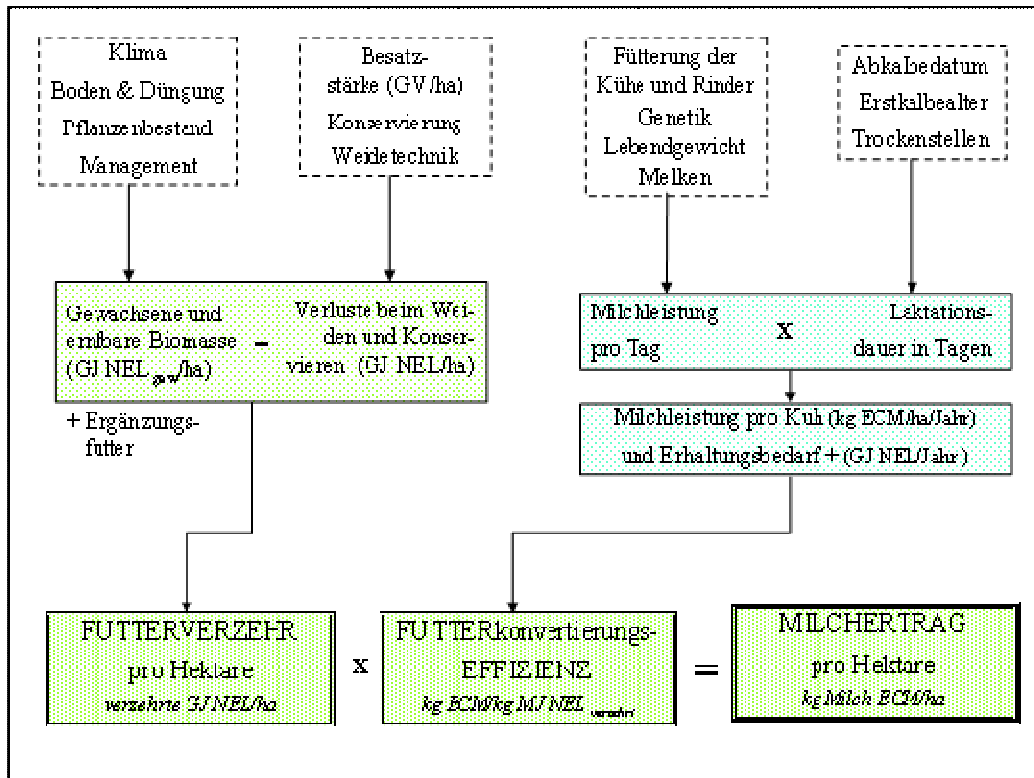 Klima
Boden & Düngung
Pflanzenbestand
Management
Besatz-
stärke (GV/ha)
Konservierung
Weidetechnik
Fütterung der
Kühe und Rinder
Genetik
Lebendgewicht
Melken
Abkalbedatum
Erstkalbealter
Trockenstellen
Gewachsene und
erntbare Biomasse
(GJ NEL /ha)
–
Verluste beim Wei-
den und Konser-
vieren (GJ NEL/ha)
Milchleistung
pro Tag
X
Laktations-
dauer in Tagen
+ Ergänzungs-
futter
Milchleistung pro Kuh (kg ECM/ha/Jahr)
und Erhaltungsbedarf + (GJ NEL/Jahr)
FUTTERVERZEHR
pro Hektare
verzehrte GJ NEL/ha
x
FUTTERkonvertierungs-
EFFIZIENZ
kg ECM/kg MJ NEL verzehrt
=
MILCHERTRAG
pro Hektare
kg Milch ECM/ha